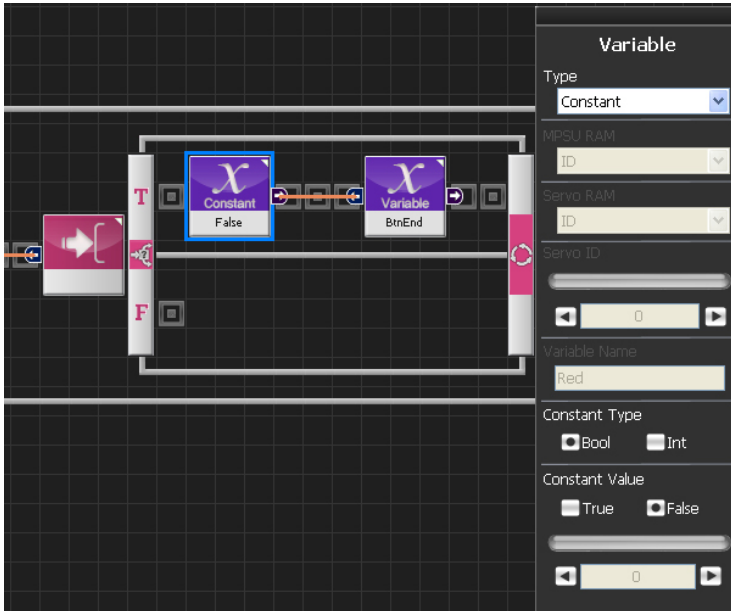 T
Constant
False
Variable
BtnEnd
?
F
Variable
Type
Constant
MPSU RAM
ID
Servo RAM
ID
Servo ID
0
Variable Name
Red
Constant Type
Bool Int
Constant Value
True False
0